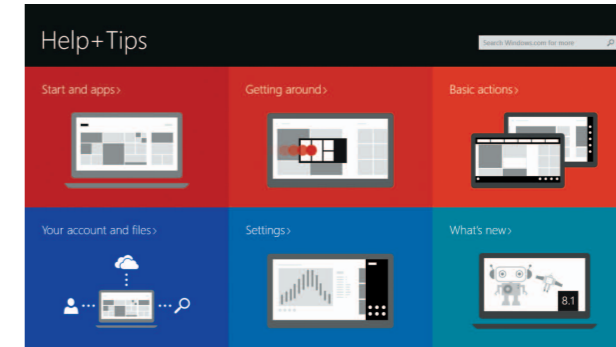 Help+Tips
Search Windows.com for more
Start and apps>
Getting around>
Basic actions>
Your account and files>
Settings>
What's new>
8.1